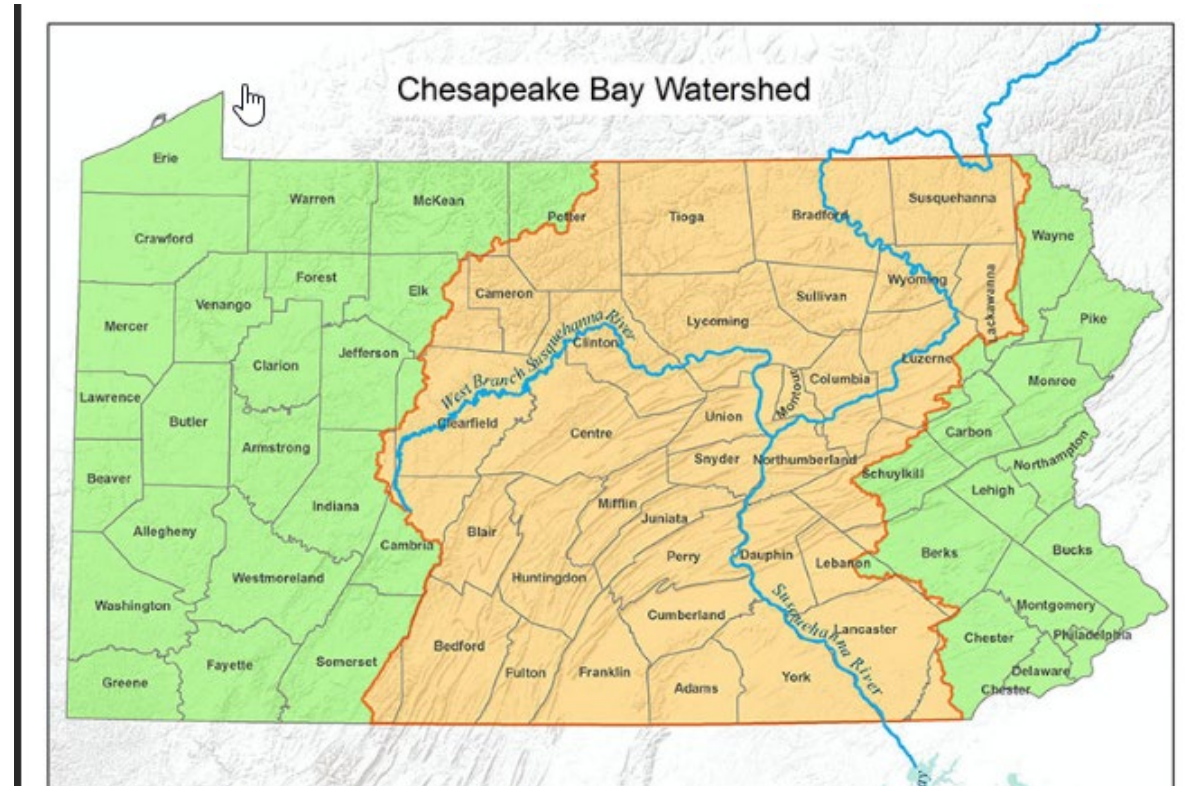 Chesapeake Bay Watershed
Erie
Warren
McKean
Potter
Tioga
Bradford
Susquehanna
Wayne
Crawford
Forest
Elk
Cameron
Sullivan
Wyoming
Lackawanna
Pike
Venango
Mercer
Clarion
Jefferson
West Branch Susquehanna River
Clinton
Lycoming
Luzerne
Columbia
Montour
Monroe
Lawrence
Butler
Clearfield
Centre
Union
Carbon
Armstrong
Snyder
Northumberland
Schuylkill
Northampton
Beaver
Lehigh
Indiana
Mifflin
Juniata
Allegheny
Cambria
Blair
Perry
Dauphin
Lebanon
Berks
Bucks
Westmoreland
Huntingdon
Washington
Cumberland
Susquehanna River
Lancaster
Montgomery
Chester
Philadelphia
Bedford
Fayette
Somerset
Fulton
Franklin
York
Delaware
Greene
Adams
Chester